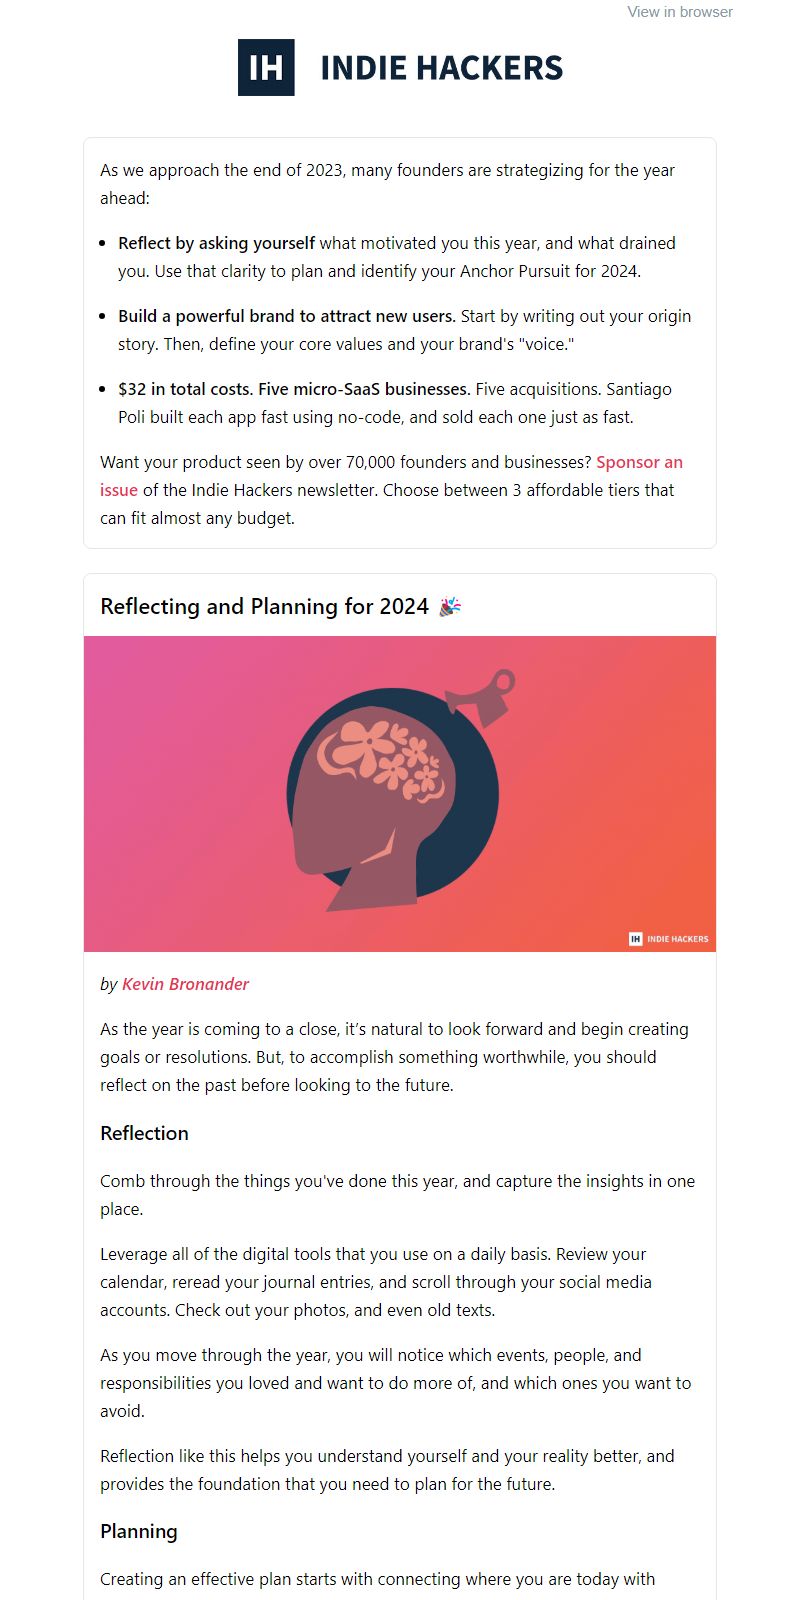 View in browser
IH INDIE HACKERS
As we approach the end of 2023, many founders are strategizing for the year
ahead:
• Reflect by asking yourself what motivated you this year, and what drained
you. Use that clarity to plan and identify your Anchor Pursuit for 2024.
• Build a powerful brand to attract new users. Start by writing out your origin
story. Then, define your core values and your brand's "voice."
• $32 in total costs. Five micro-SaaS businesses. Five acquisitions. Santiago
Poli built each app fast using no-code, and sold each one just as fast.
Want your product seen by over 70,000 founders and businesses? Sponsor an
issue of the Indie Hackers newsletter. Choose between 3 affordable tiers that
can fit almost any budget.
Reflecting and Planning for 2024 🎉
IH INDIE HACKERS
by Kevin Bronander
As the year is coming to a close, it’s natural to look forward and begin creating
goals or resolutions. But, to accomplish something worthwhile, you should
reflect on the past before looking to the future.
Reflection
Comb through the things you've done this year, and capture the insights in one
place.
Leverage all of the digital tools that you use on a daily basis. Review your
calendar, reread your journal entries, and scroll through your social media
accounts. Check out your photos, and even old texts.
As you move through the year, you will notice which events, people, and
responsibilities you loved and want to do more of, and which ones you want to
avoid.
Reflection like this helps you understand yourself and your reality better, and
provides the foundation that you need to plan for the future.
Planning
Creating an effective plan starts with connecting where you are today with